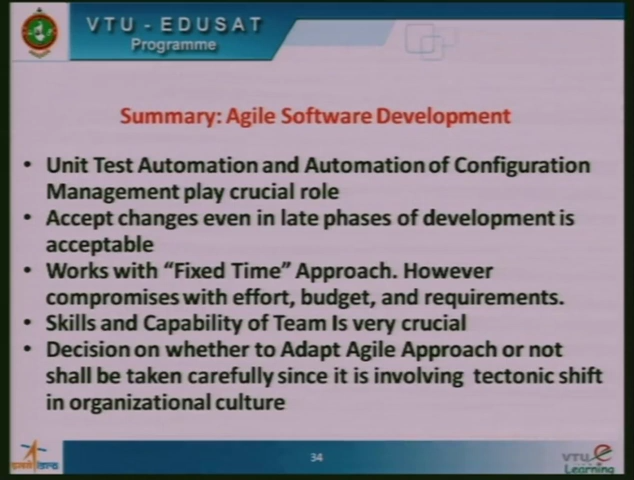 VTU - EDUSAT
Programme
Summary: Agile Software Development
• Unit Test Automation and Automation of Configuration
Management play crucial role
• Accept changes even in late phases of development is
acceptable
• Works with “Fixed Time” Approach. However
compromises with effort, budget, and requirements.
• Skills and Capability of Team Is very crucial
• Decision on whether to Adapt Agile Approach or not
shall be taken carefully since it is involving tectonic shift
in organizational culture
इसरो isro
34
VTU e
Learning